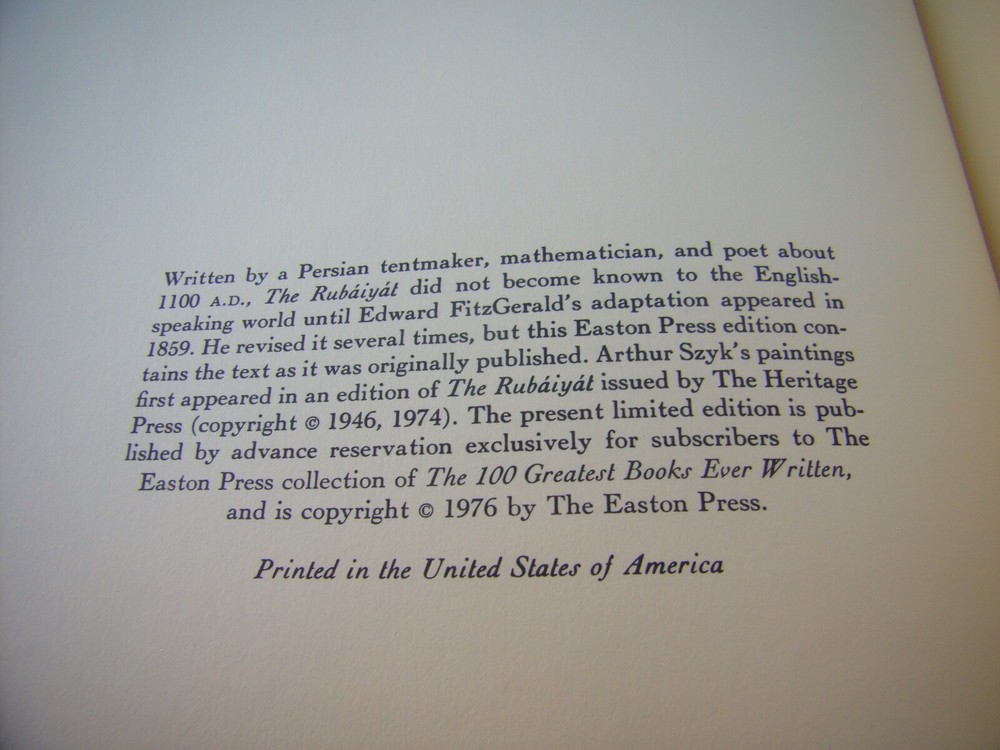 Written by a Persian tentmaker, mathematician, and poet about
1100 A.D., The Rubáiyát did not become known to the English-
speaking world until Edward FitzGerald's adaptation appeared in
1859. He revised it several times, but this Easton Press edition con-
tains the text as it was originally published. Arthur Szyk's paintings
first appeared in an edition of The Rubáiyát issued by The Heritage
Press (copyright © 1946, 1974). The present limited edition is pub-
lished by advance reservation exclusively for subscribers to The
Easton Press collection of The 100 Greatest Books Ever Written,
and is copyright © 1976 by The Easton Press.
Printed in the United States of America